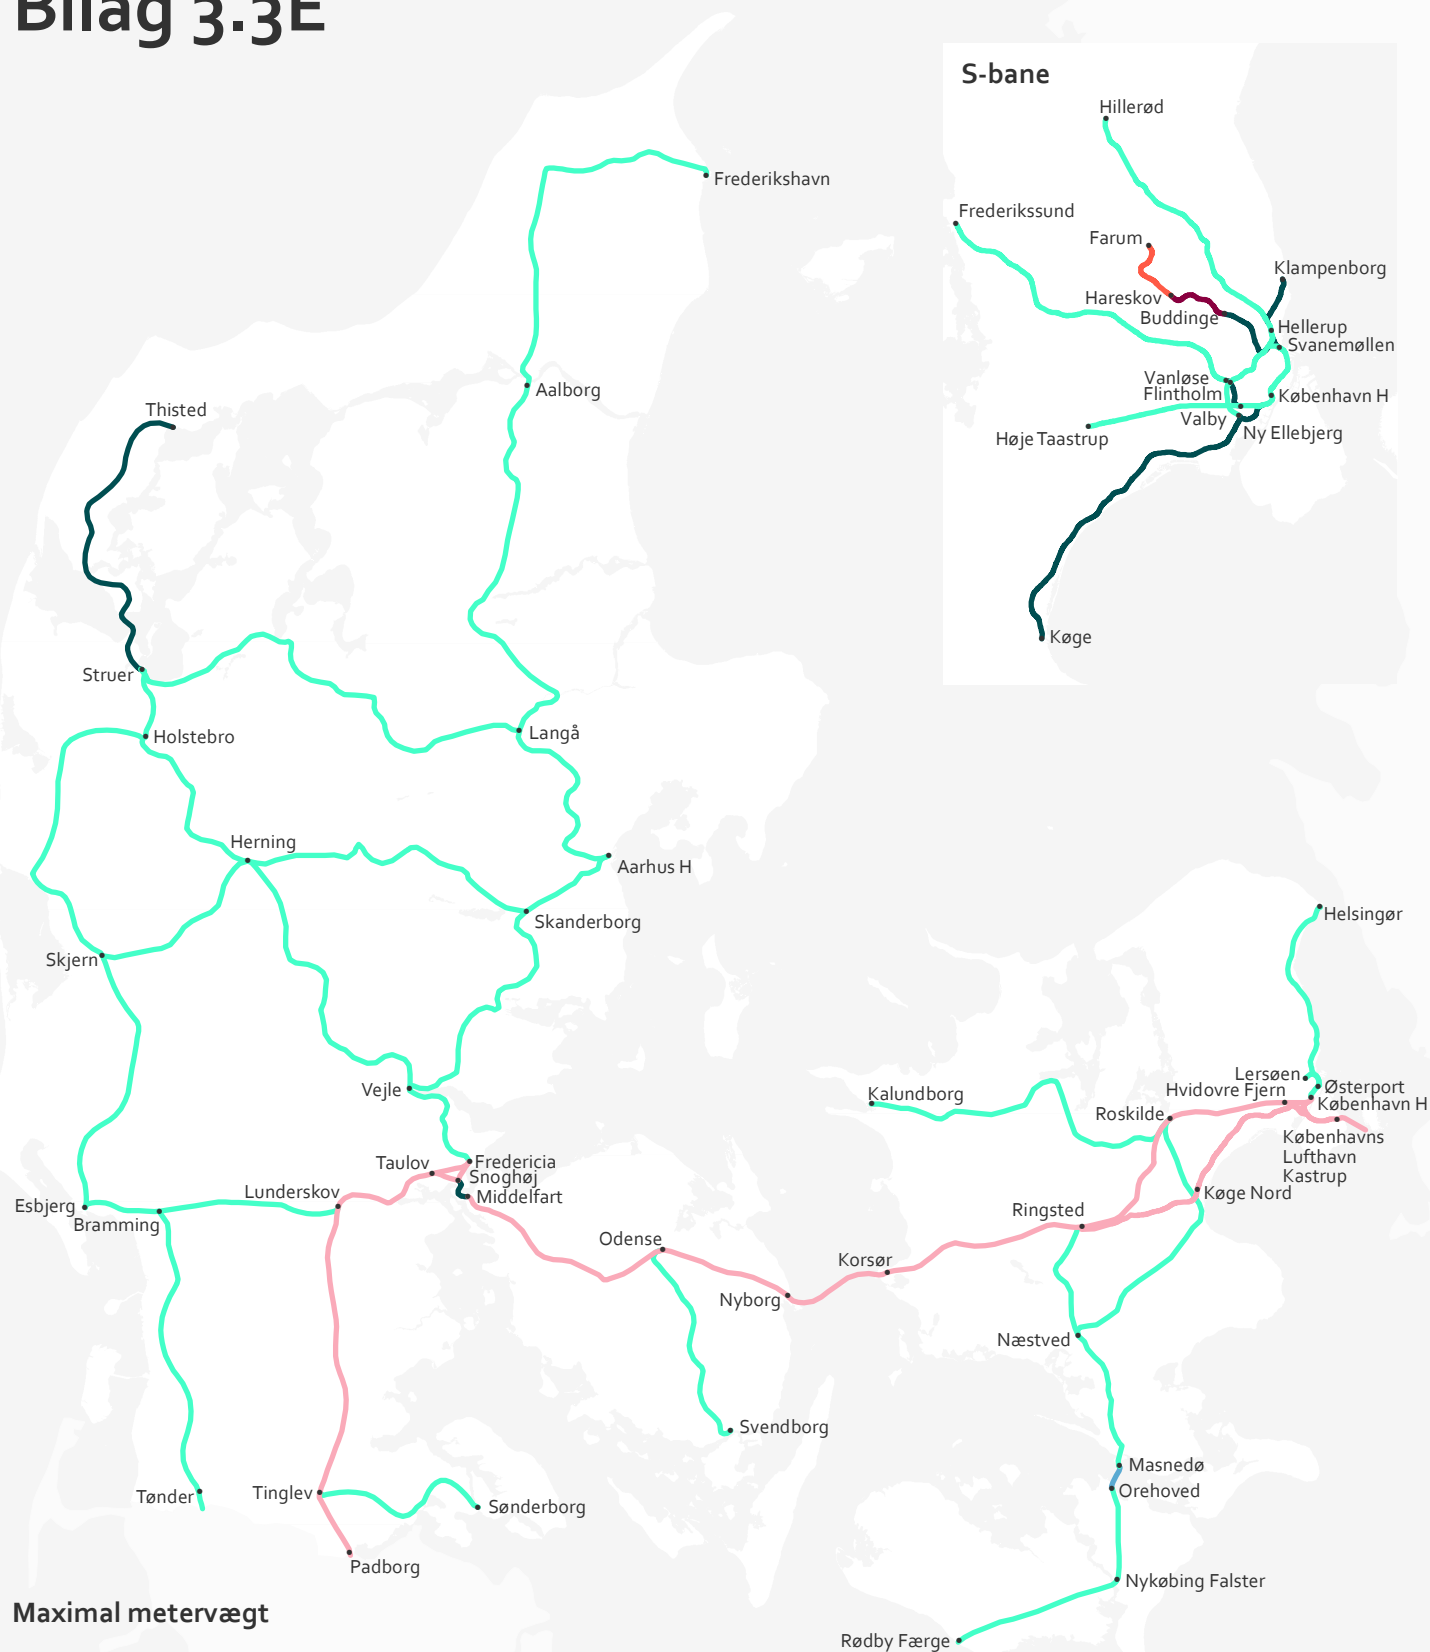 Bilag 3.3E
S-bane
Hillerød
Frederikssund
Farum
Klampenborg
Hareskov
Buddinge
Hellerup
Svanemøllen
Vanløse
Flintholm
København H
Valby
Ny Ellebjerg
Høje Taastrup
Køge
Frederikshavn
Aalborg
Thisted
Struer
Holstebro
Langå
Herning
Aarhus H
Skanderborg
Skjern
Vejle
Taulov
Fredericia
Snoghøj
Middelfart
Lunderskov
Esbjerg
Bramming
Odense
Nyborg
Korsør
Ringsted
Svendborg
Tønder
Tinglev
Sønderborg
Padborg
Helsingør
Lersøen
Østerport
Hvidovre Fjern
København H
Kalundborg
Roskilde
Københavns
Lufthavn
Kastrup
Køge Nord
Næstved
Masnedø
Orehoved
Nykøbing Falster
Rødby Færge
Maximal metervægt